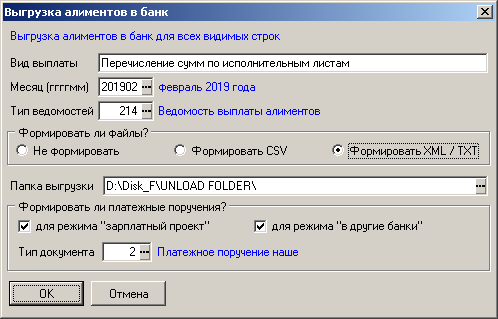 Выгрузка алиментов в банк
Выгрузка алиментов в банк для всех видимых строк
Вид выплаты Перечисление сумм по исполнительным листам
Месяц (ггггмм) 201902 февраль 2019 года
Тип ведомостей 214 Ведомость выплаты алиментов
Формировать ли файлы?
Не формировать Формировать CSV Формировать XML / TXT
Папка выгрузки D:\Disk_F\UNLOAD FOLDER\
Формировать ли платежные поручения?
для режима "зарплатный проект" для режима "в другие банки"
Тип документа 2 Платежное поручение наше
OK Отмена